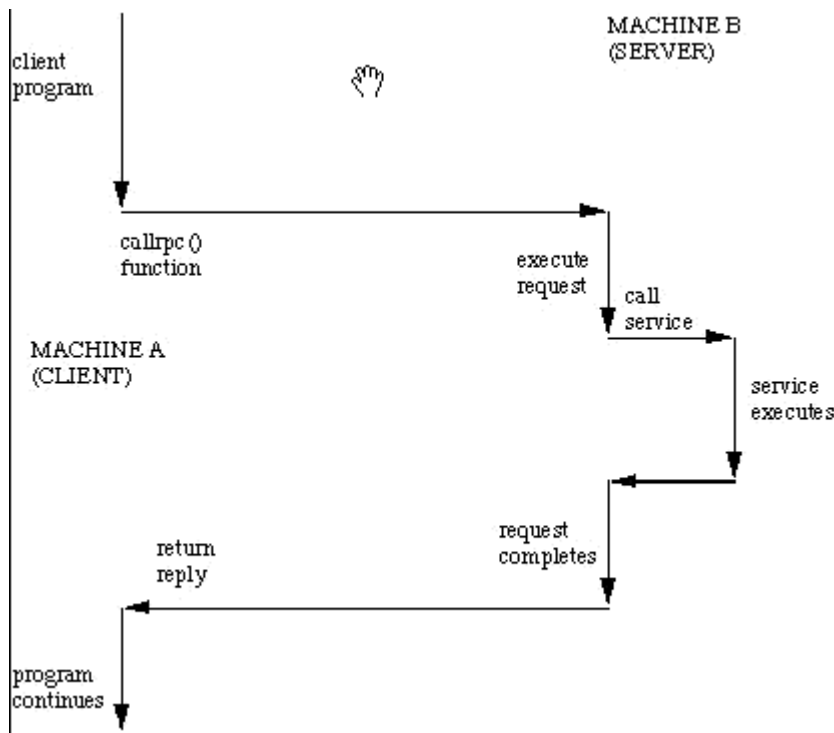 MACHINE B
(SERVER)
client
program
callrpc()
function
execute
request
call
service
MACHINE A
(CLIENT)
service
executes
request
completes
return
reply
program
continues